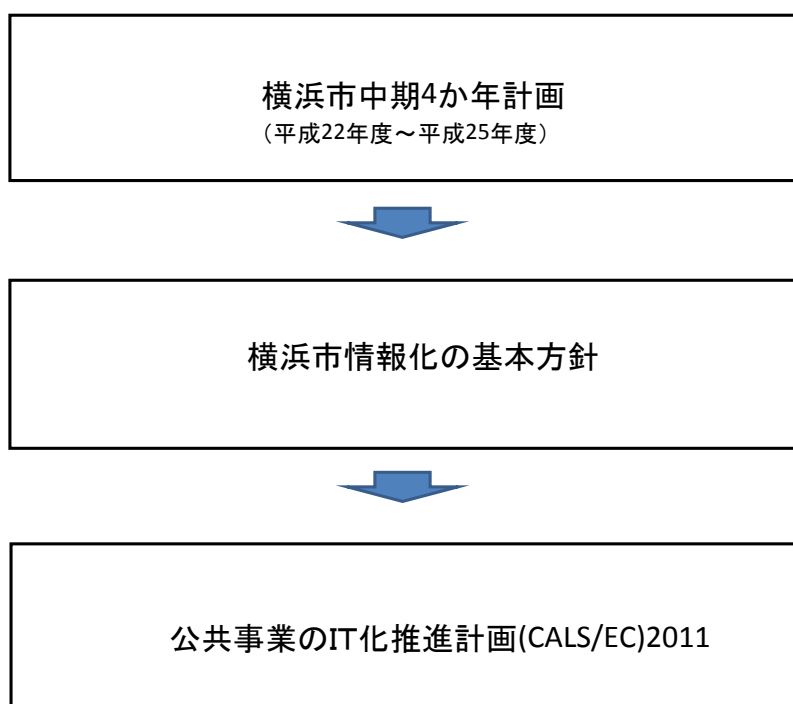 横浜市中期4か年計画
（平成22年度～平成25年度）
横浜市情報化の基本方針
公共事業のIT化推進計画(CALS/EC)2011